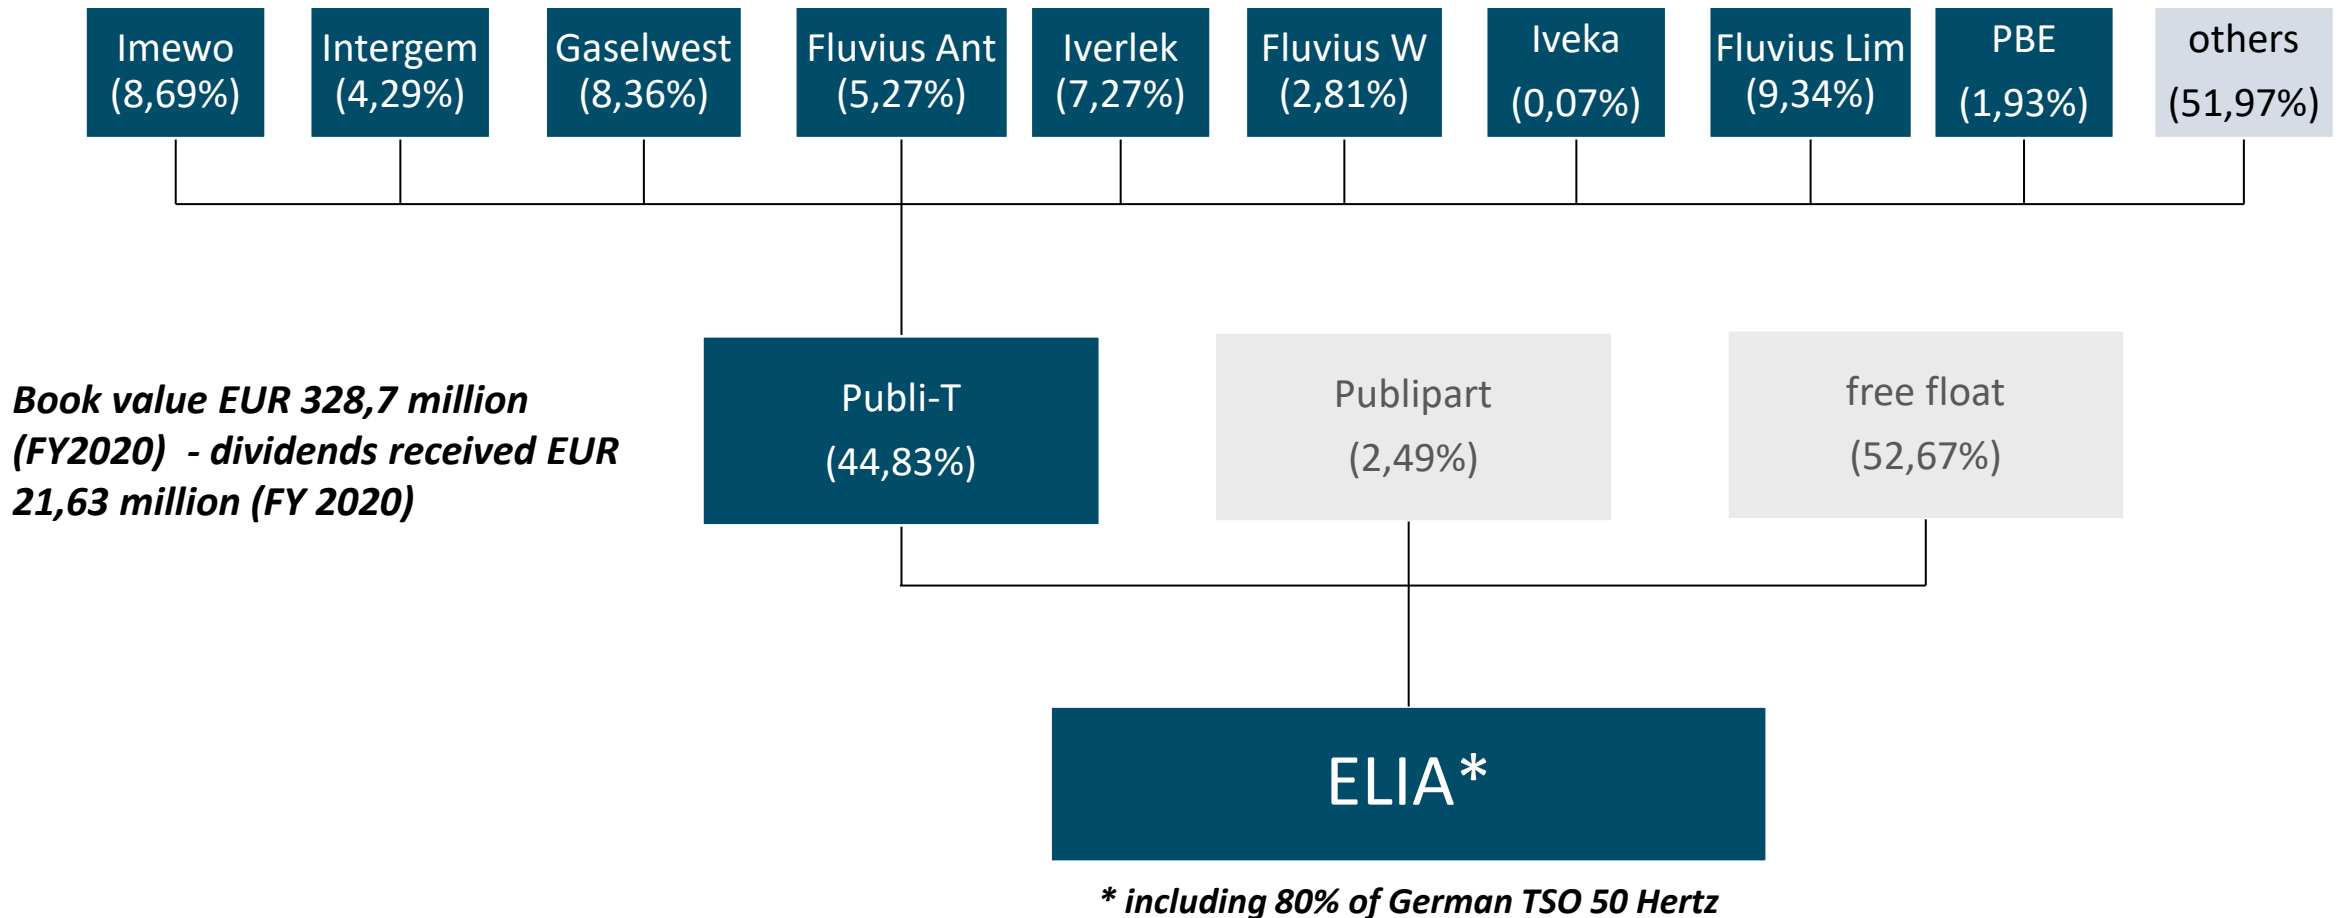 Imewo
(8,69%)
Intergem
(4,29%)
Gaselwest
(8,36%)
Fluvius Ant
(5,27%)
Iverlek
(7,27%)
Fluvius W
(2,81%)
Iveka
(0,07%)
Fluvius Lim
(9,34%)
PBE
(1,93%)
others
(51,97%)
Book value EUR 328,7 million
(FY2020)  - dividends received EUR
21,63 million (FY 2020)
Publi-T
(44,83%)
Publipart
(2,49%)
free float
(52,67%)
ELIA*
* including 80% of German TSO 50 Hertz